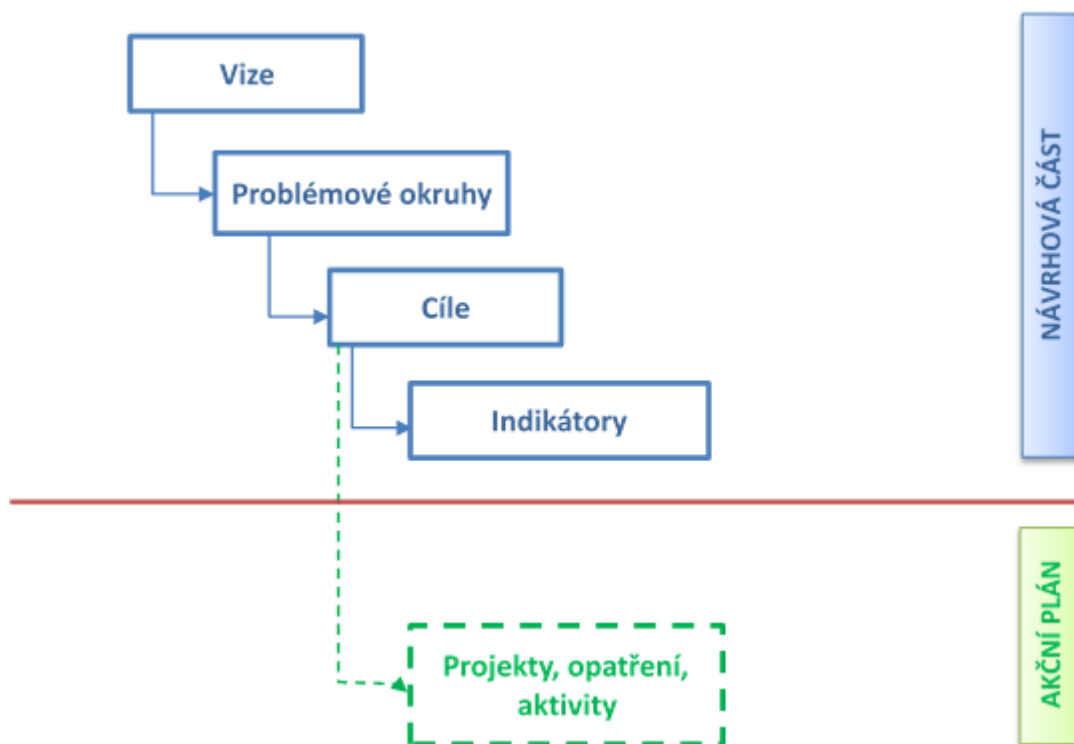 Vize
Problémové okruhy
Cíle
Indikátory
NÁVRHOVÁ ČÁST
Projekty, opatření,
aktivity
AKČNÍ PLÁN